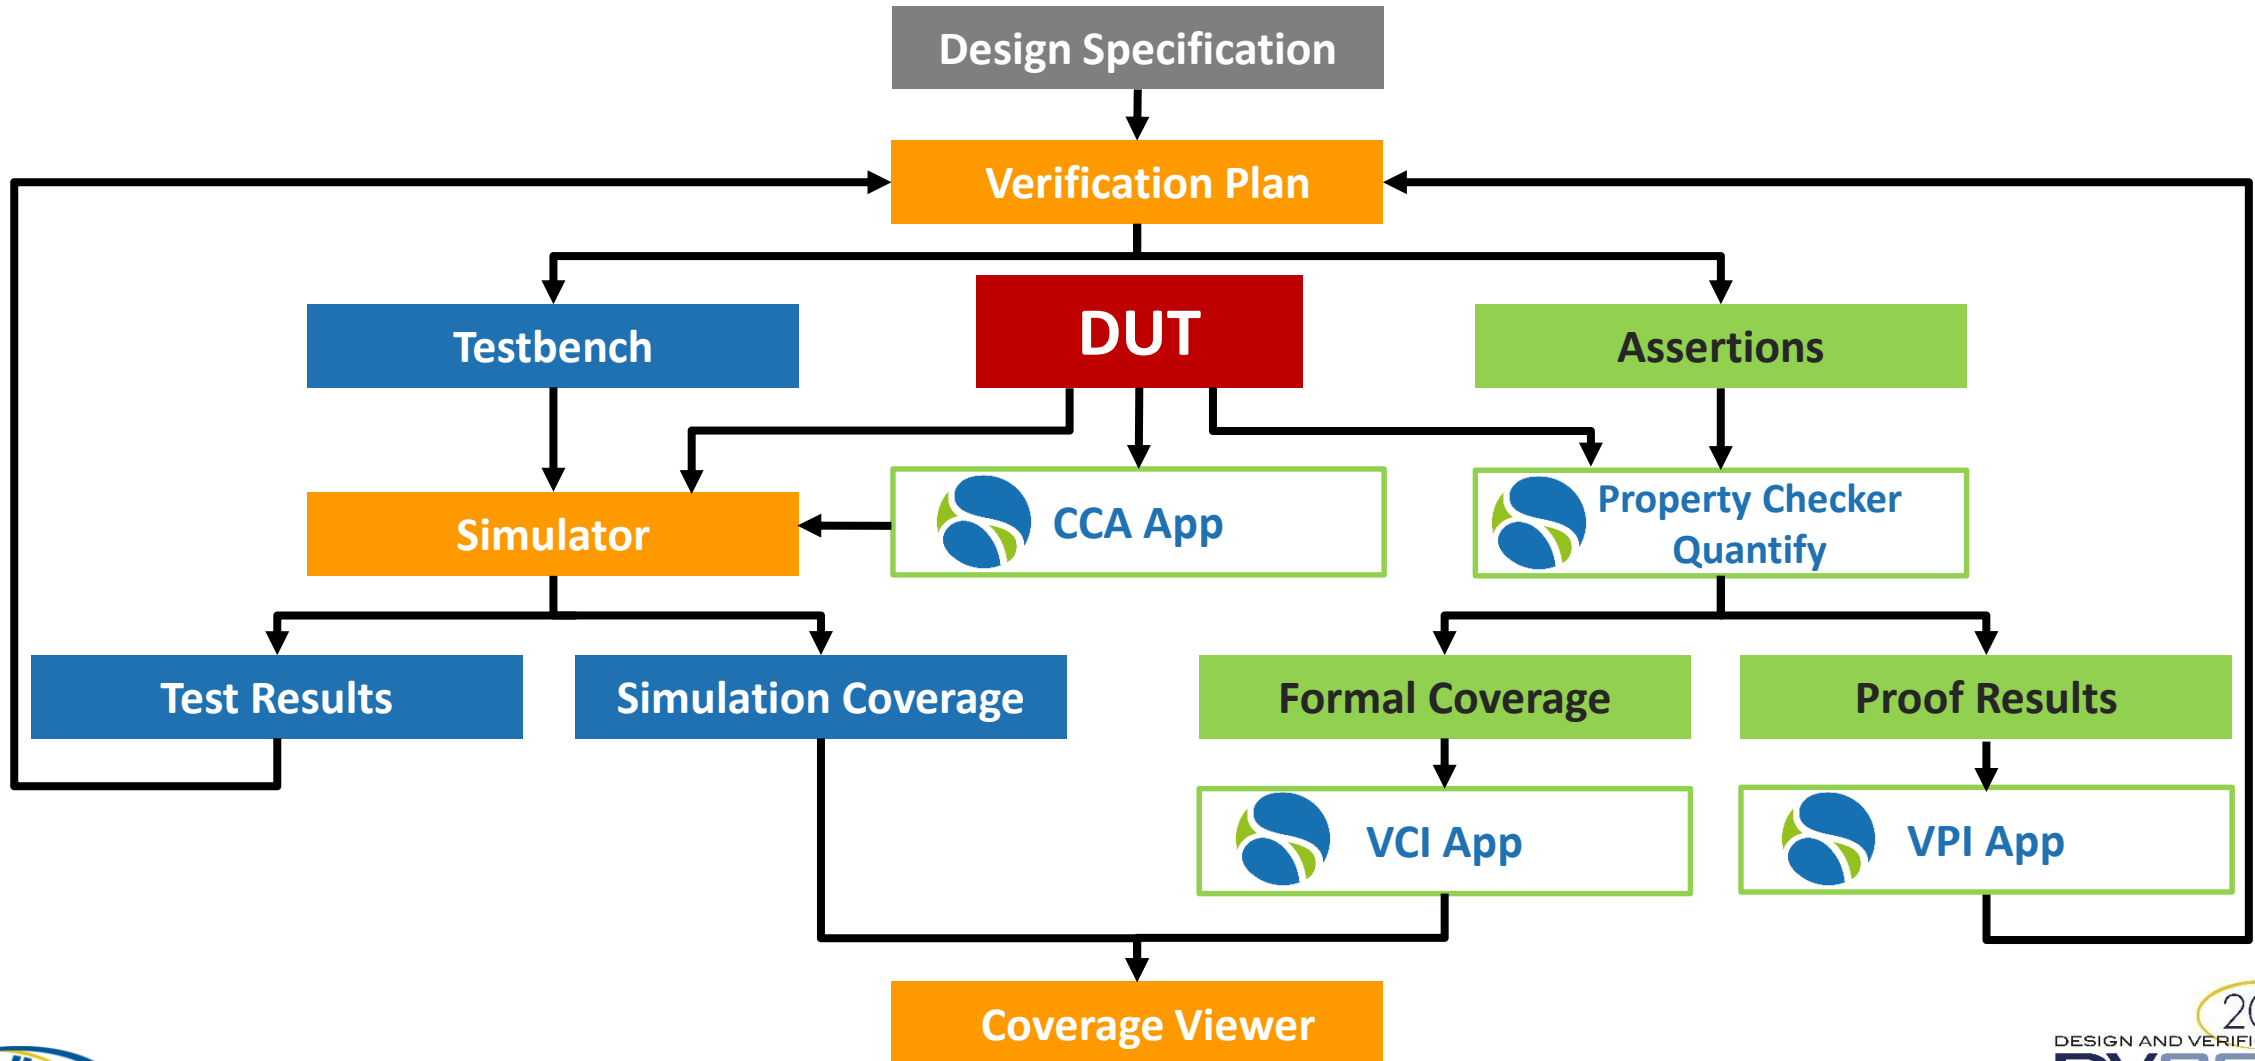 Design Specification
Verification Plan
Testbench
DUT
Assertions
Simulator
CCA App
Property Checker
Quantify
Test Results
Simulation Coverage
Formal Coverage
Proof Results
VCI App
VPI App
Coverage Viewer
DESIGN AND